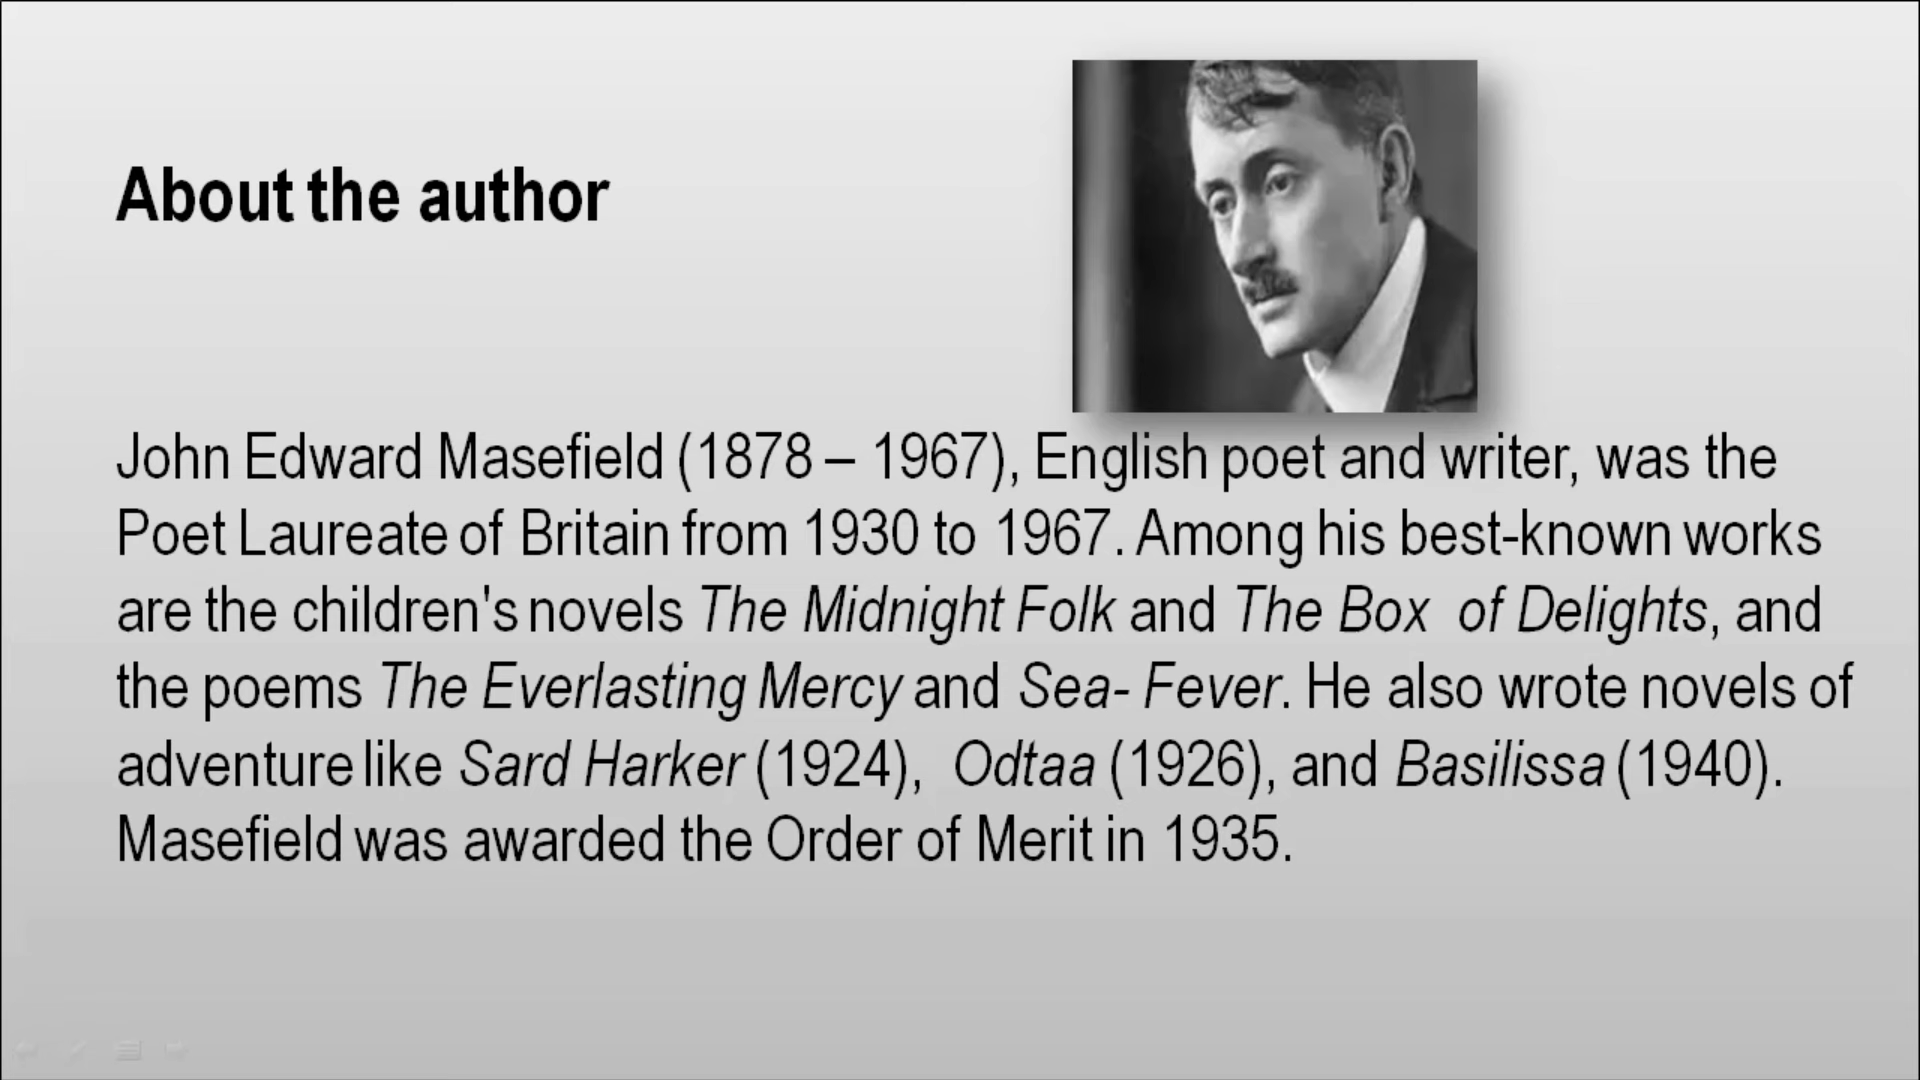 About the author
John Edward Masefield (1878 – 1967), English poet and writer, was the
Poet Laureate of Britain from 1930 to 1967. Among his best-known works
are the children's novels The Midnight Folk and The Box of Delights, and
the poems The Everlasting Mercy and Sea- Fever. He also wrote novels of
adventure like Sard Harker (1924), Odtaa (1926), and Basilissa (1940).
Masefield was awarded the Order of Merit in 1935.